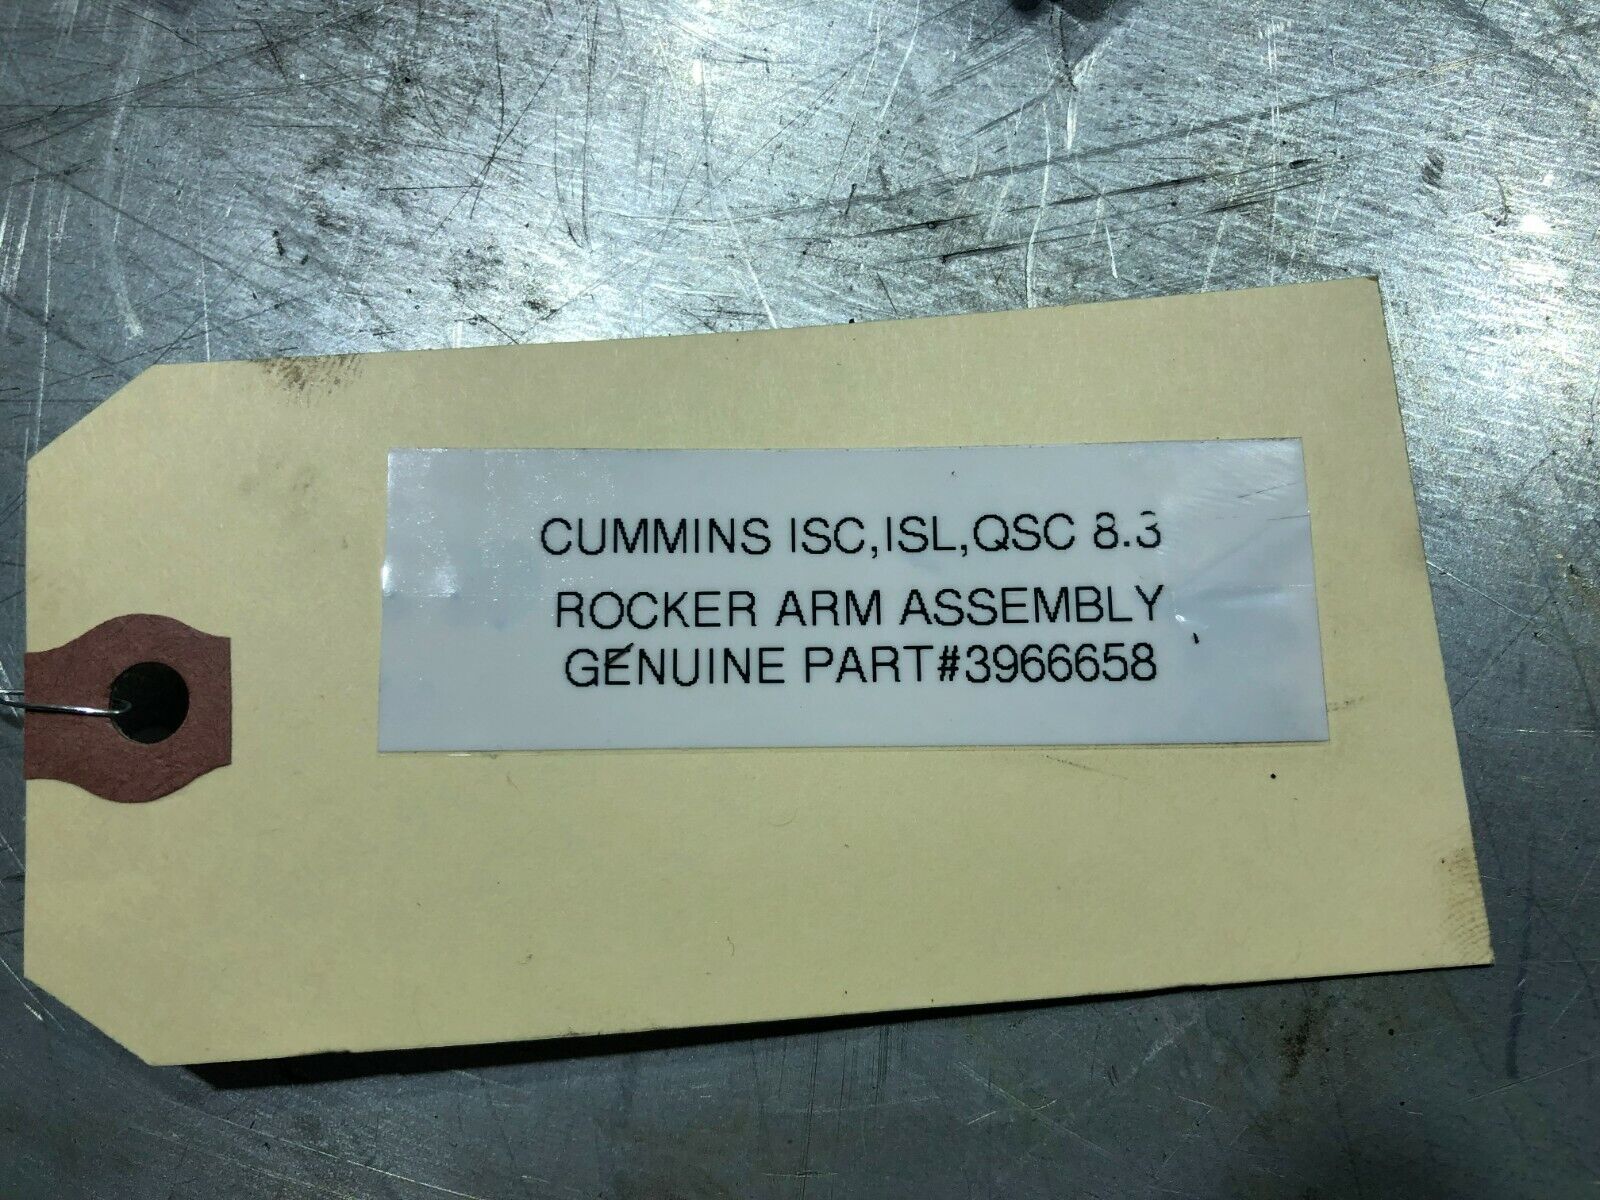 CUMMINS ISC,ISL,QSC 8.3
ROCKER ARM ASSEMBLY
GENUINE PART#3966658